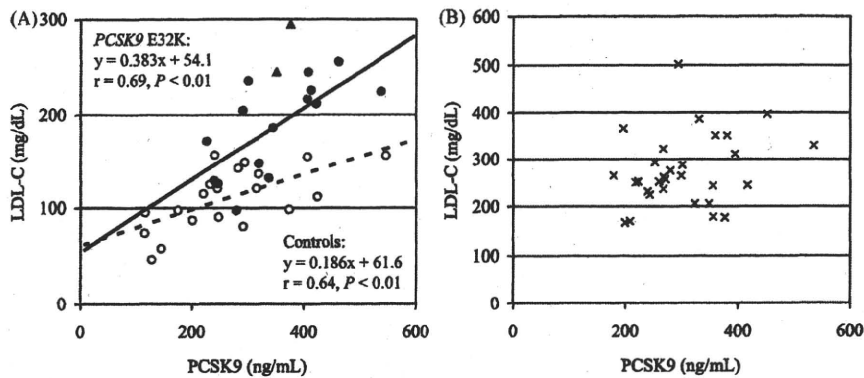 (A)
300
200
100
0
LDL-C (mg/dL)
PCSK9 E32K:
y = 0.383x + 54.1
r = 0.69, P < 0.01
Controls:
y = 0.186x + 61.6
r = 0.64, P < 0.01
0 200 400 600
PCSK9 (ng/mL)
(B)
600
500
400
300
200
100
0
LDL-C (mg/dL)
0 200 400 600
PCSK9 (ng/mL)